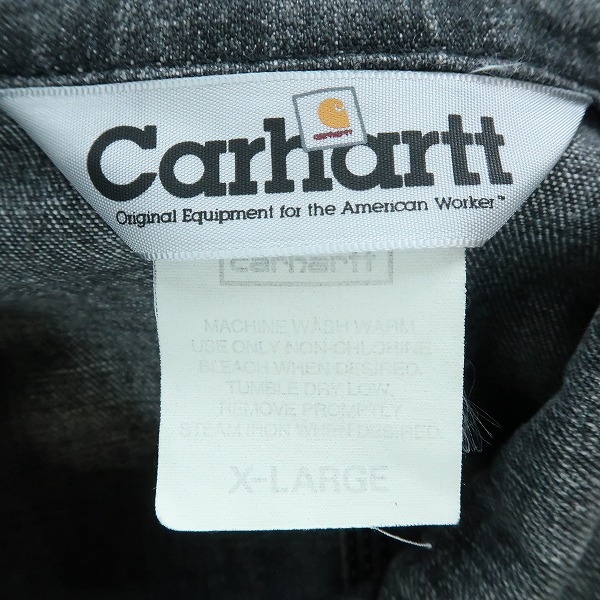 Carhartt
carhartt
Original Equipment for the American Worker™
carhartt
MACHINE WASH WARM
USE ONLY NON-CHLORINE
BLEACH WHEN DESIRED.
TUMBLE DRY LOW.
REMOVE PROMPTLY
STEAM IRON WHEN DESIRED.
X-LARGE